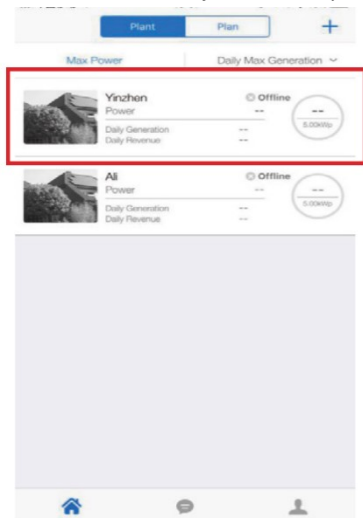 Plant Plan +
Max Power Daily Max Generation
Yinzhen Offline
Power -- --
Daily Generation -- 5.00kWp
Daily Revenue --
Ali Offline
Power -- --
Daily Generation -- 5.00kWp
Daily Revenue --